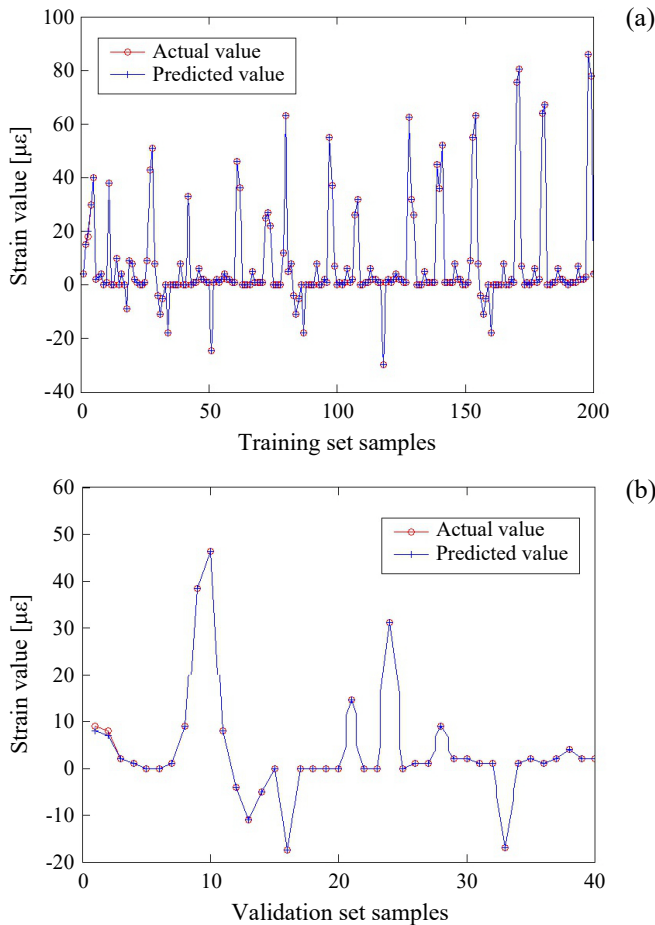 (a)
100
80
60
40
20
0
-20
-40
Strain value [με]
Actual value
Predicted value
0 50 100 150 200
Training set samples
(b)
60
50
40
30
20
10
0
-10
-20
Strain value [με]
Actual value
Predicted value
0 10 20 30 40
Validation set samples